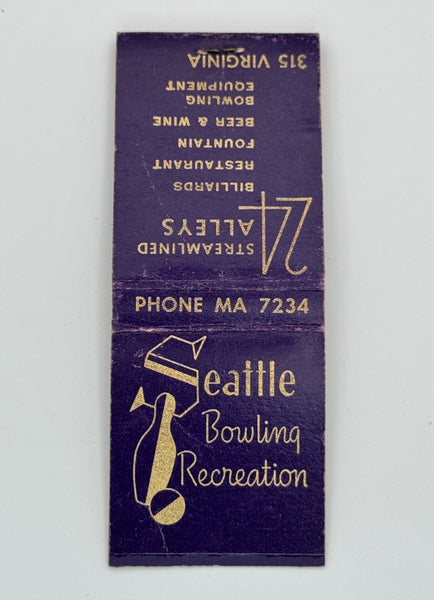 Seattle
Bowling
Recreation
PHONE MA 7234
24 STREAMLINED
ALLEYS
BILLIARDS
RESTAURANT
FOUNTAIN
BEER & WINE
BOWLING
EQUIPMENT
315 VIRGINIA